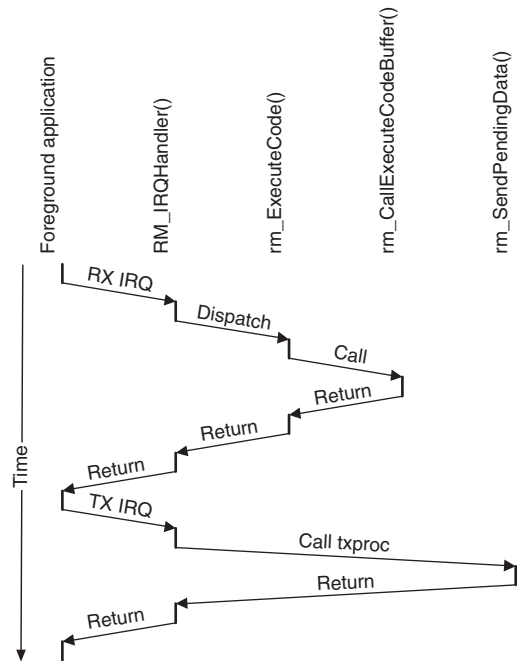 Foreground application
RM_IRQHandler()
rm_ExecuteCode()
rm_CallExecuteCodeBuffer()
rm_SendPendingData()
RX IRQ
Dispatch
Call
Return
Return
Return
Time
TX IRQ
Call txproc
Return
Return